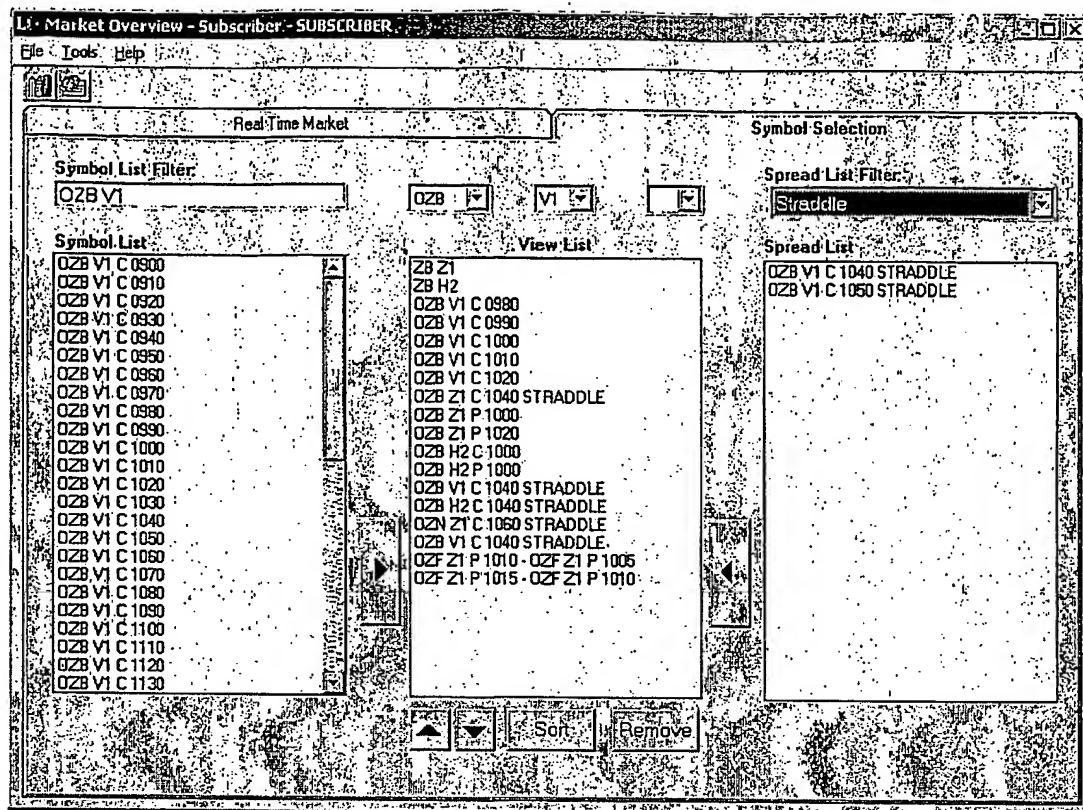 Market Overview - Subscriber - SUBSCRIBER
File Tools Help
Real Time Market
Symbol Selection
Symbol List Filter:
OZB V1
OZB
V1
Spread List Filter:
Straddle
Symbol List
OZB V1 C 0900
OZB V1 C 0910
OZB V1 C 0920
OZB V1 C 0930
OZB V1 C 0940
OZB V1 C 0950
OZB V1 C 0960
OZB V1 C 0970
OZB V1 C 0980
OZB V1 C 0990
OZB V1 C 1000
OZB V1 C 1010
OZB V1 C 1020
OZB V1 C 1030
OZB V1 C 1040
OZB V1 C 1050
OZB V1 C 1060
OZB V1 C 1070
OZB V1 C 1080
OZB V1 C 1090
OZB V1 C 1100
OZB V1 C 1110
OZB V1 C 1120
OZB V1 C 1130
View List
ZB Z1
ZB H2
OZB V1 C 0980
OZB V1 C 0990
OZB V1 C 1000
OZB V1 C 1010
OZB V1 C 1020
OZB Z1 C 1040 STRADDLE
OZB Z1 P 1000
OZB Z1 P 1020
OZB H2 C 1000
OZB H2 P 1000
OZB V1 C 1040 STRADDLE
OZB H2 C 1040 STRADDLE
OZN Z1 C 1060 STRADDLE
OZB V1 C 1040 STRADDLE
OZF Z1 P 1010 - OZF Z1 P 1005
OZF Z1 P 1015 - OZF Z1 P 1010
Spread List
OZB V1 C 1040 STRADDLE
OZB V1 C 1050 STRADDLE
Sort
Remove